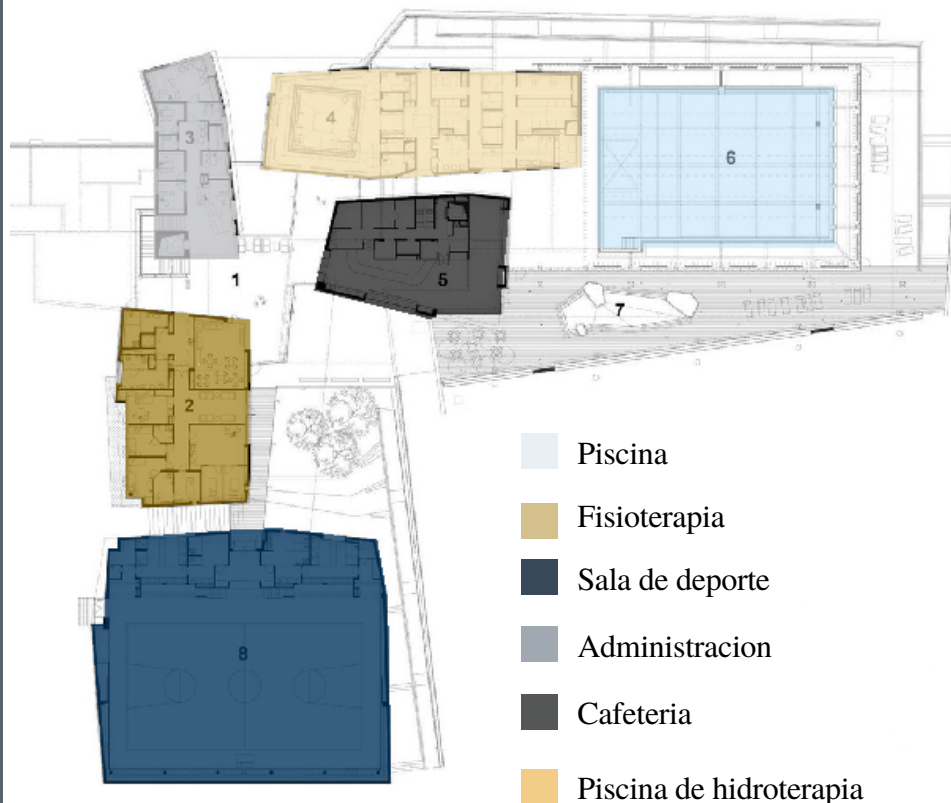 4
3
6
5
1
7
2
8
Piscina
Fisioterapia
Sala de deporte
Administracion
Cafeteria
Piscina de hidroterapia